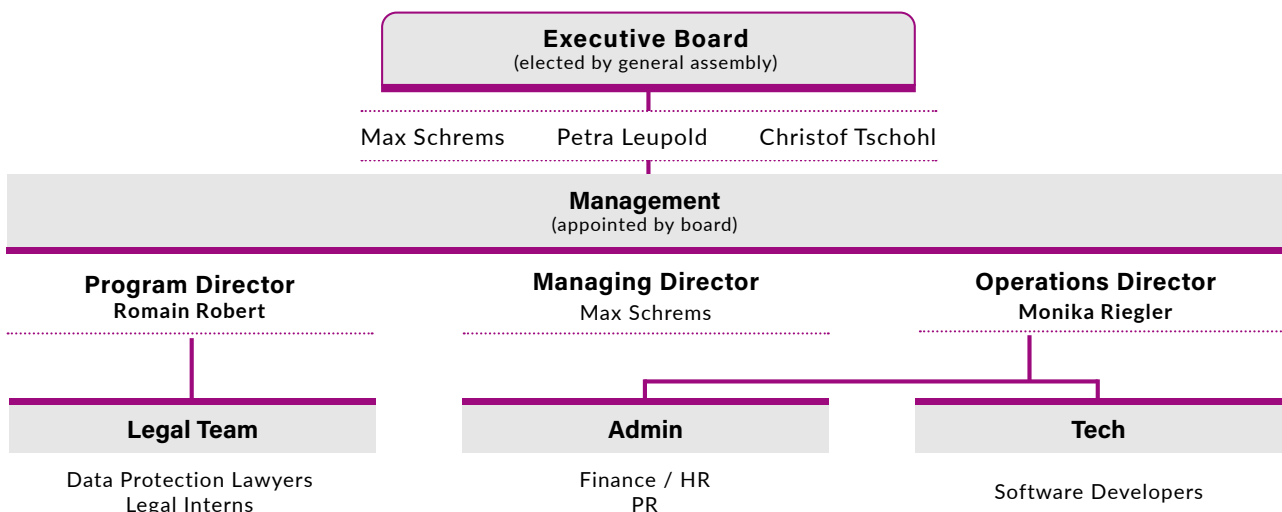 Executive Board
(elected by general assembly)
Max Schrems Petra Leupold Christof Tschohl
Management
(appointed by board)
Program Director
Romain Robert
Managing Director
Max Schrems
Operations Director
Monika Riegler
Legal Team
Data Protection Lawyers
Legal Interns
Admin
Finance / HR
PR
Tech
Software Developers